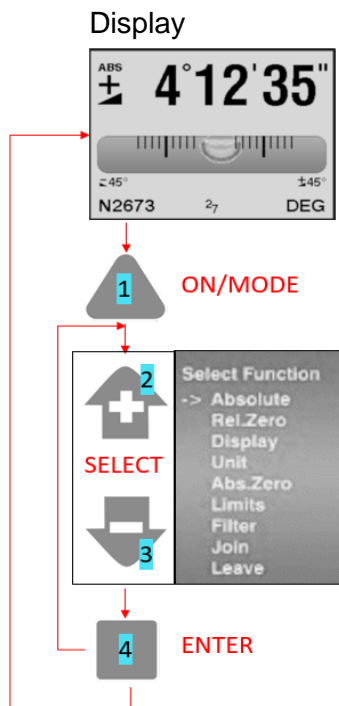 Display
ABS
4°12'35"
-45° ±45°
N2673 27 DEG
1 ON/MODE
2
Select Function
-> Absolute
Rel.Zero
Display
SELECT
Unit
Abs.Zero
Limits
Filter
3
Join
Leave
4 ENTER